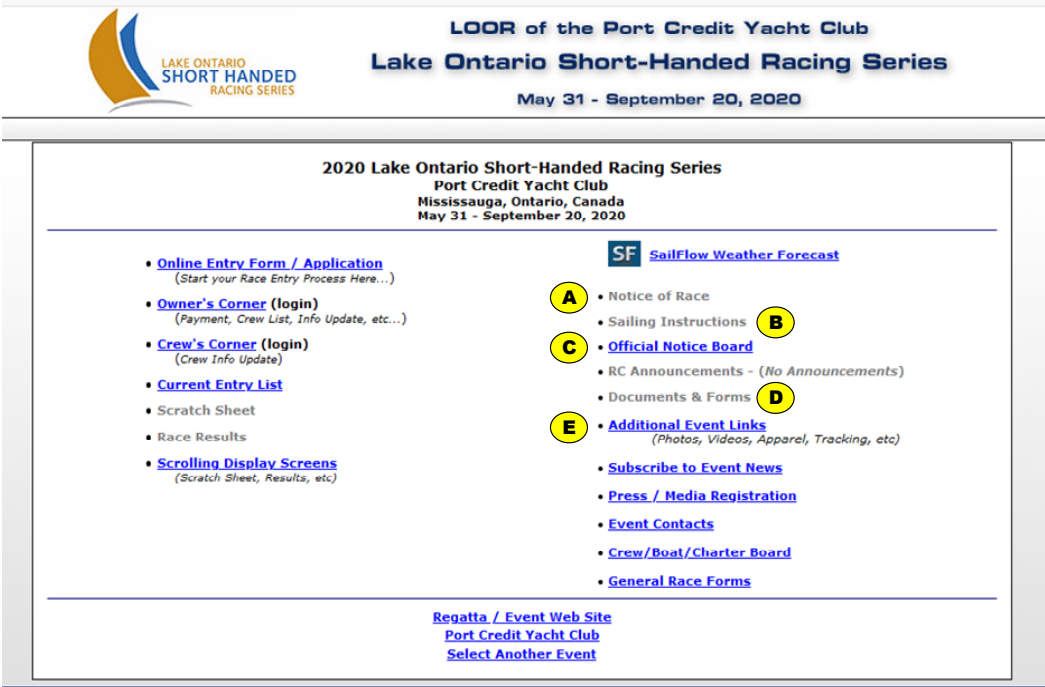 LAKE ONTARIO
SHORT HANDED
RACING SERIES
LOOR of the Port Credit Yacht Club
Lake Ontario Short-Handed Racing Series
May 31 - September 20, 2020
2020 Lake Ontario Short-Handed Racing Series
Port Credit Yacht Club
Mississauga, Ontario, Canada
May 31 - September 20, 2020
• Online Entry Form / Application
(Start your Race Entry Process Here...)
• Owner's Corner (login)
(Payment, Crew List, Info Update, etc...)
• Crew's Corner (login)
(Crew Info Update)
• Current Entry List
• Scratch Sheet
• Race Results
• Scrolling Display Screens
(Scratch Sheet, Results, etc)
SF SailFlow Weather Forecast
A • Notice of Race
• Sailing Instructions B
C • Official Notice Board
• RC Announcements - (No Announcements)
• Documents & Forms D
E • Additional Event Links
(Photos, Videos, Apparel, Tracking, etc)
• Subscribe to Event News
• Press / Media Registration
• Event Contacts
• Crew/Boat/Charter Board
• General Race Forms
Regatta / Event Web Site
Port Credit Yacht Club
Select Another Event